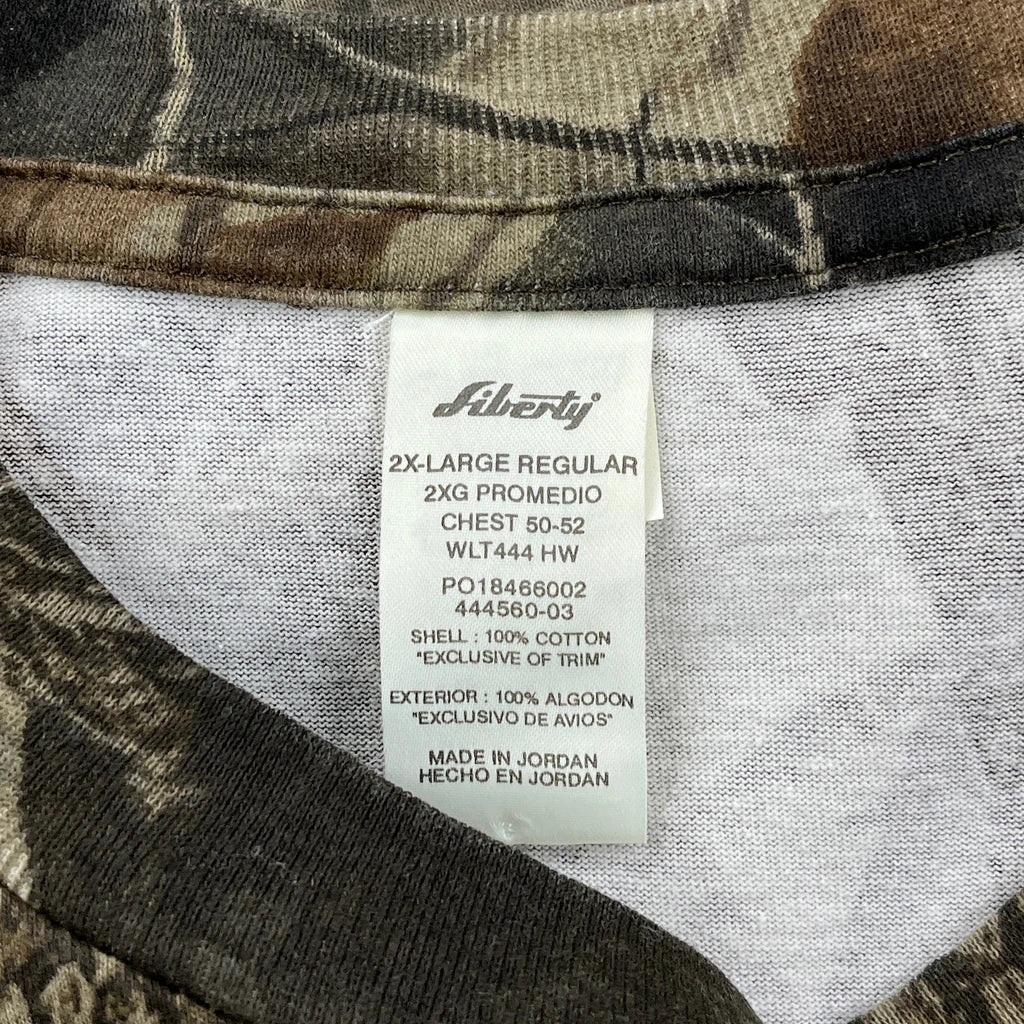 Liberty
2X-LARGE REGULAR
2XG PROMEDIO
CHEST 50-52
WLT444 HW
PO18466002
444560-03
SHELL : 100% COTTON
"EXCLUSIVE OF TRIM"
EXTERIOR : 100% ALGODON
"EXCLUSIVO DE AVIOS"
MADE IN JORDAN
HECHO EN JORDAN